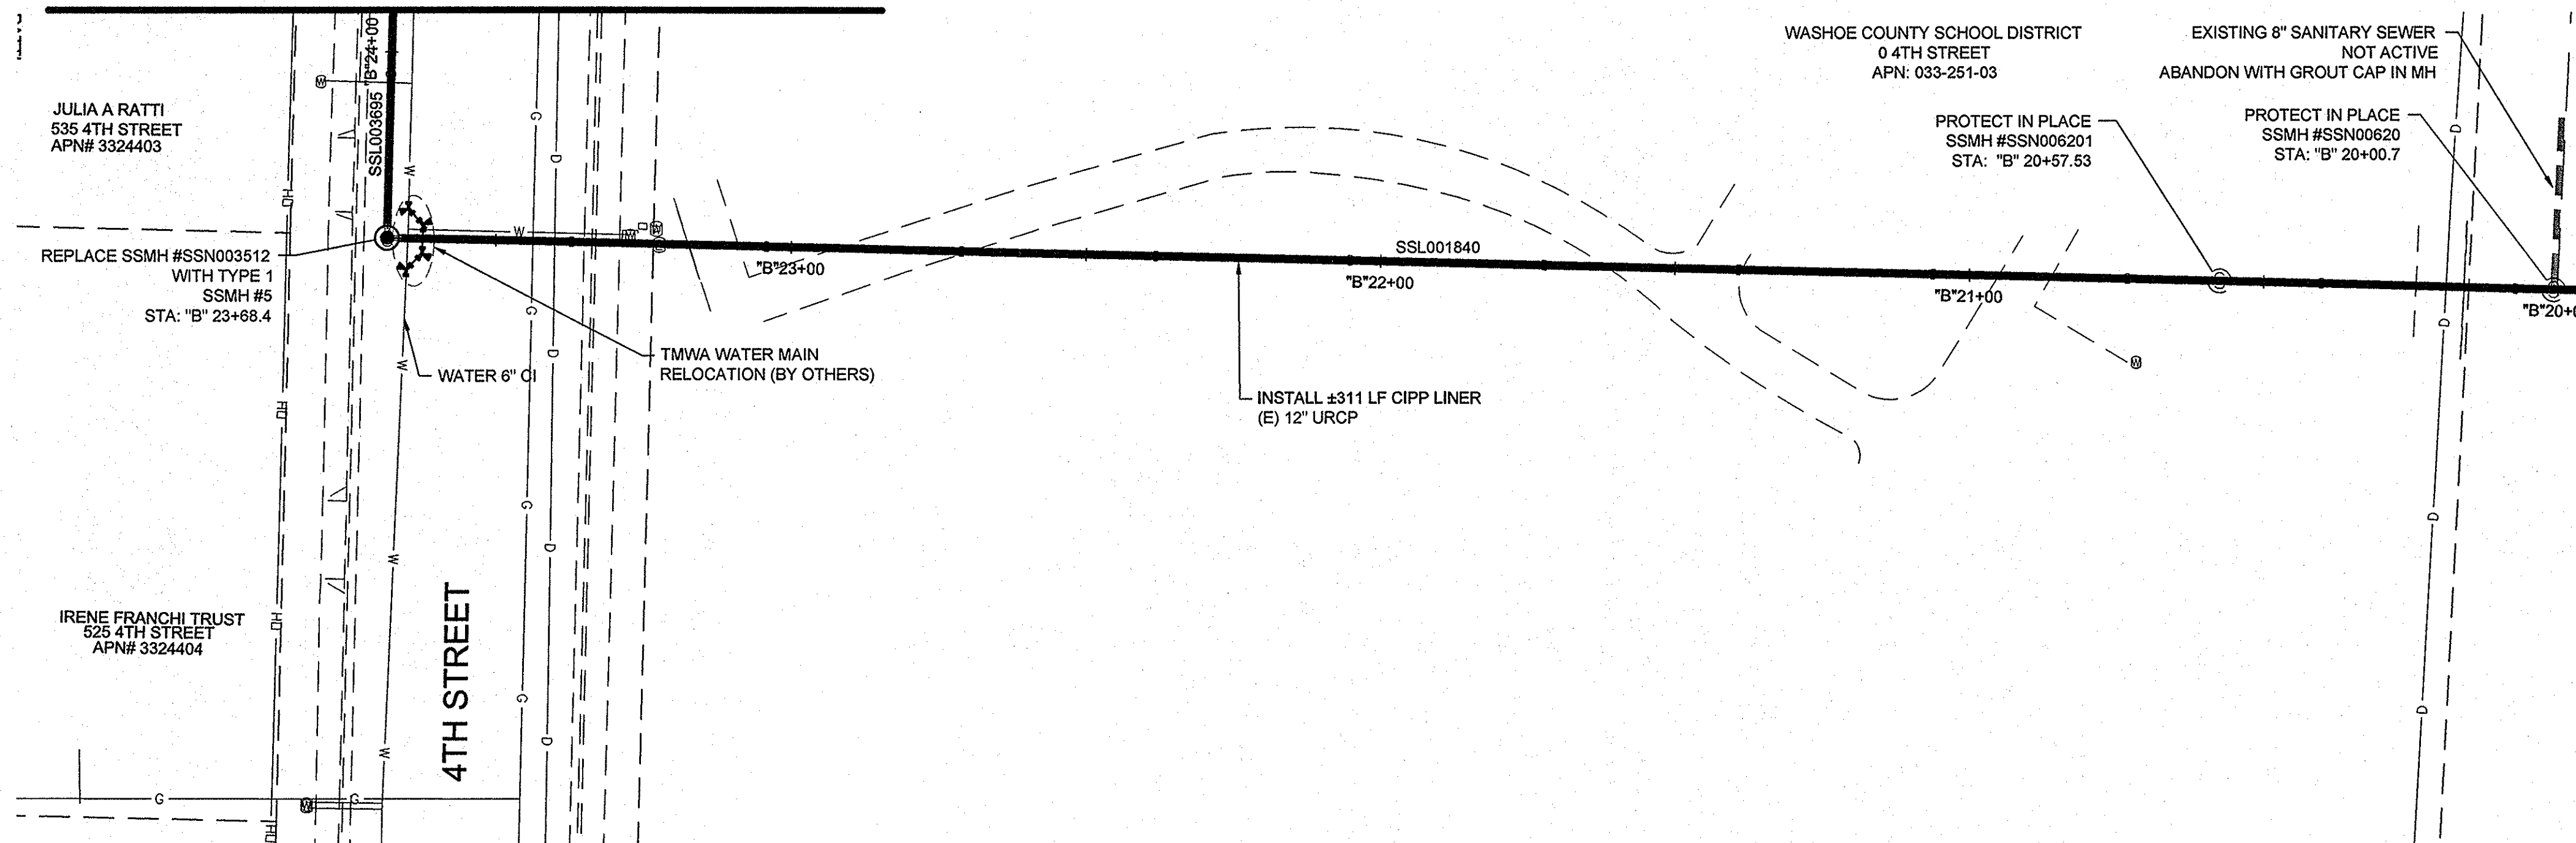 "B"24+00
SSL003695
JULIA A RATTI
535 4TH STREET
APN# 3324403
WASHOE COUNTY SCHOOL DISTRICT
0 4TH STREET
APN: 033-251-03
EXISTING 8" SANITARY SEWER
NOT ACTIVE
ABANDON WITH GROUT CAP IN MH
PROTECT IN PLACE
SSMH #SSN006201
STA: "B" 20+57.53
PROTECT IN PLACE
SSMH #SSN00620
STA: "B" 20+00.7
REPLACE SSMH #SSN003512
WITH TYPE 1
SSMH #5
STA: "B" 23+68.4
SSL001840
"B"23+00
"B"22+00
"B"21+00
"B"20+0
WATER 6" CI
TMWA WATER MAIN
RELOCATION (BY OTHERS)
INSTALL ±311 LF CIPP LINER
(E) 12" URCP
IRENE FRANCHI TRUST
525 4TH STREET
APN# 3324404
4TH STREET